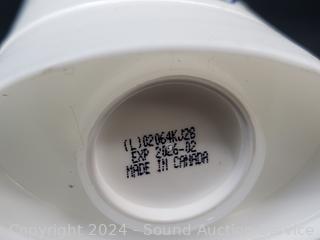 (L)02064KJ28
EXP 2026-02
MADE IN CANADA
Copyright 2024 - Sound Auction Service